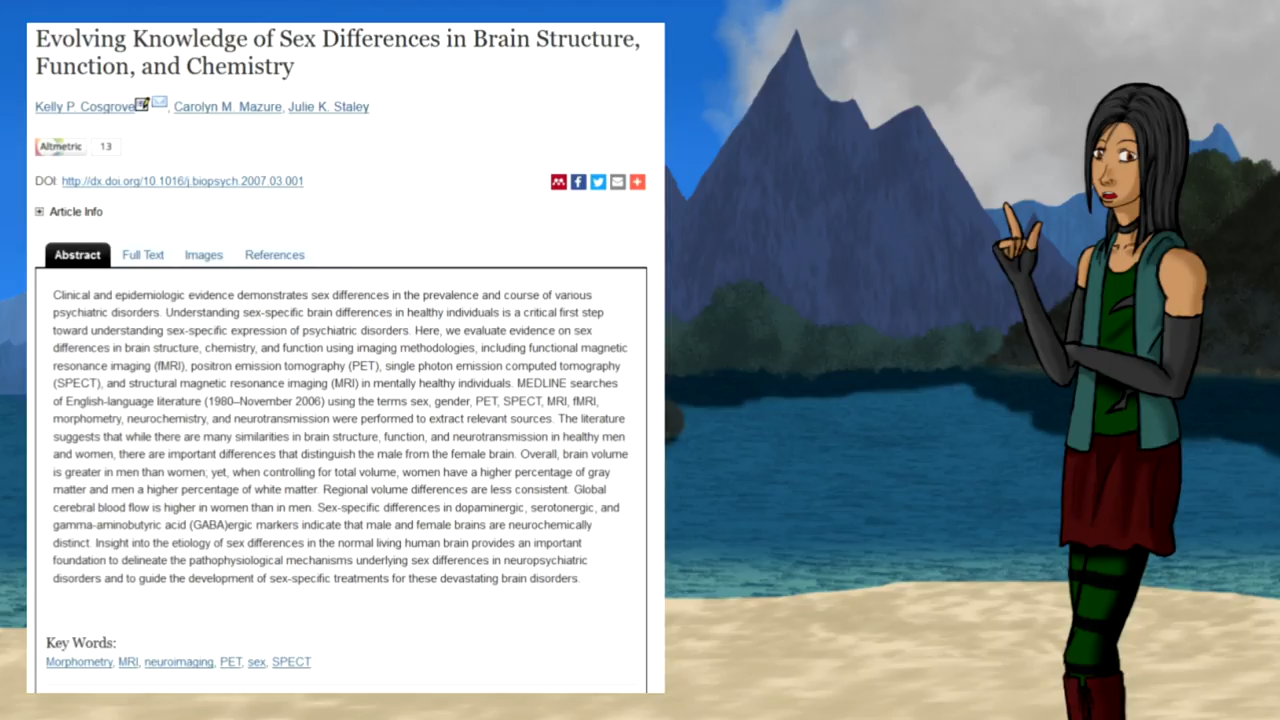 Evolving Knowledge of Sex Differences in Brain Structure,
Function, and Chemistry
Kelly P. Cosgrove, Carolyn M. Mazure, Julie K. Staley
Altmetric 13
DOI: http://dx.doi.org/10.1016/j.biopsych.2007.03.001
Article Info
Abstract Full Text Images References
Clinical and epidemiologic evidence demonstrates sex differences in the prevalence and course of various
psychiatric disorders. Understanding sex-specific brain differences in healthy individuals is a critical first step
toward understanding sex-specific expression of psychiatric disorders. Here, we evaluate evidence on sex
differences in brain structure, chemistry, and function using imaging methodologies, including functional magnetic
resonance imaging (fMRI), positron emission tomography (PET), single photon emission computed tomography
(SPECT), and structural magnetic resonance imaging (MRI) in mentally healthy individuals. MEDLINE searches
of English-language literature (1980–November 2006) using the terms sex, gender, PET, SPECT, MRI, fMRI,
morphometry, neurochemistry, and neurotransmission were performed to extract relevant sources. The literature
suggests that while there are many similarities in brain structure, function, and neurotransmission in healthy men
and women, there are important differences that distinguish the male from the female brain. Overall, brain volume
is greater in men than women; yet, when controlling for total volume, women have a higher percentage of gray
matter and men a higher percentage of white matter. Regional volume differences are less consistent. Global
cerebral blood flow is higher in women than in men. Sex-specific differences in dopaminergic, serotonergic, and
gamma-aminobutyric acid (GABA)ergic markers indicate that male and female brains are neurochemically
distinct. Insight into the etiology of sex differences in the normal living human brain provides an important
foundation to delineate the pathophysiological mechanisms underlying sex differences in neuropsychiatric
disorders and to guide the development of sex-specific treatments for these devastating brain disorders.
Key Words:
Morphometry, MRI, neuroimaging, PET, sex, SPECT